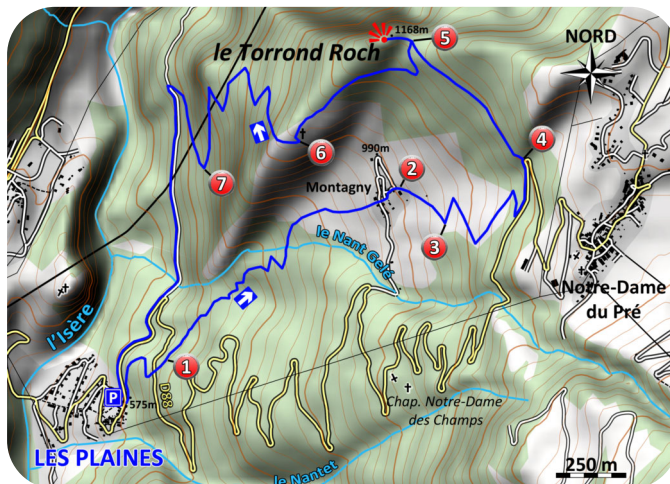 1168m
5
NORD
le Torrond Roch
4
6
990m
2
Montagny
7
3
le Nant Gelé
Notre-Dame
du Pré
l'Isère
1
D88
P
575m
Chap. Notre-Dame
des Champs
LES PLAINES
le Nantet
250 m